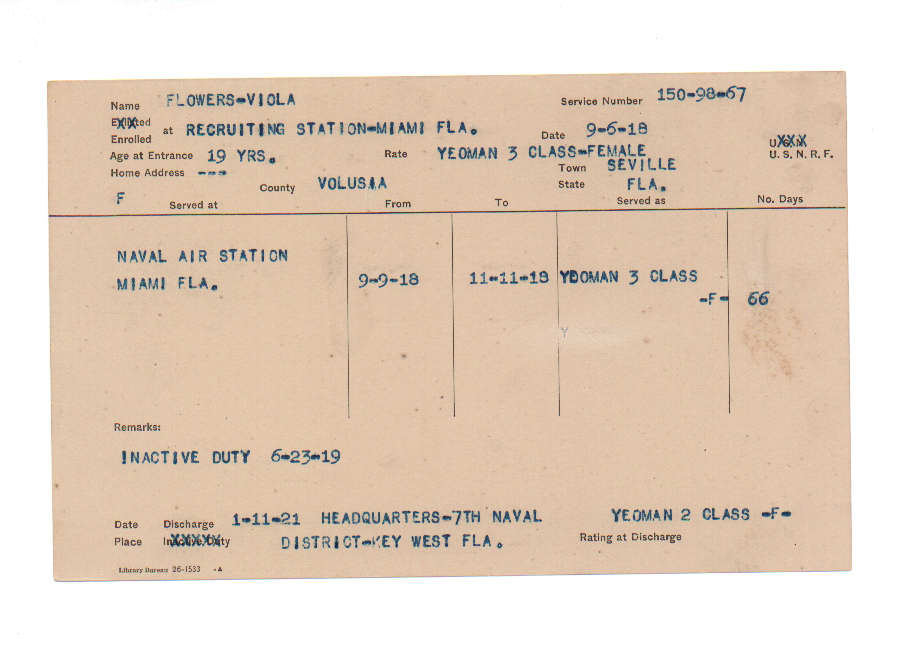 Name FLOWERS-VIOLA Service Number 150-98-67
Enlisted
Enrolled at RECRUITING STATION-MIAMI FLA. Date 9-6-18 U.S.N.
Age at Entrance 19 YRS. Rate YEOMAN 3 CLASS-FEMALE U. S. N. R. F.
Home Address --- Town SEVILLE
County VOLUSIA State FLA.
F Served at From To Served as No. Days
NAVAL AIR STATION
MIAMI FLA. 9-9-18 11-11-18 YEOMAN 3 CLASS
-F- 66
Y
Remarks:
INACTIVE DUTY 6-23-19
Date Discharge 1-11-21 HEADQUARTERS-7TH NAVAL YEOMAN 2 CLASS -F-
Place Inactive Duty DISTRICT-KEY WEST FLA. Rating at Discharge
Library Bureau 26-1533 -A